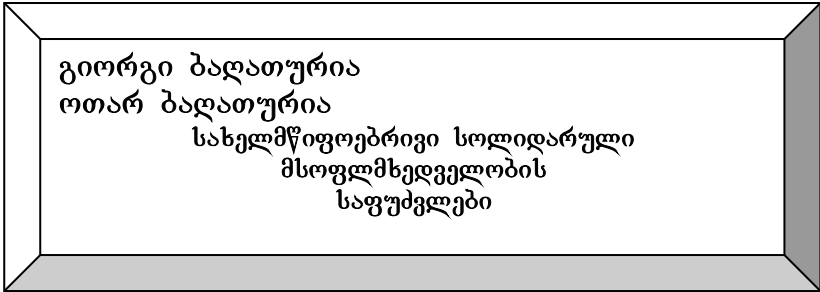 გიორგი ბაღათურია
ოთარ ბაღათურია
სახელმწიფოებრივი სოლიდარული
მსოფლმხედველობის
საფუძვლები